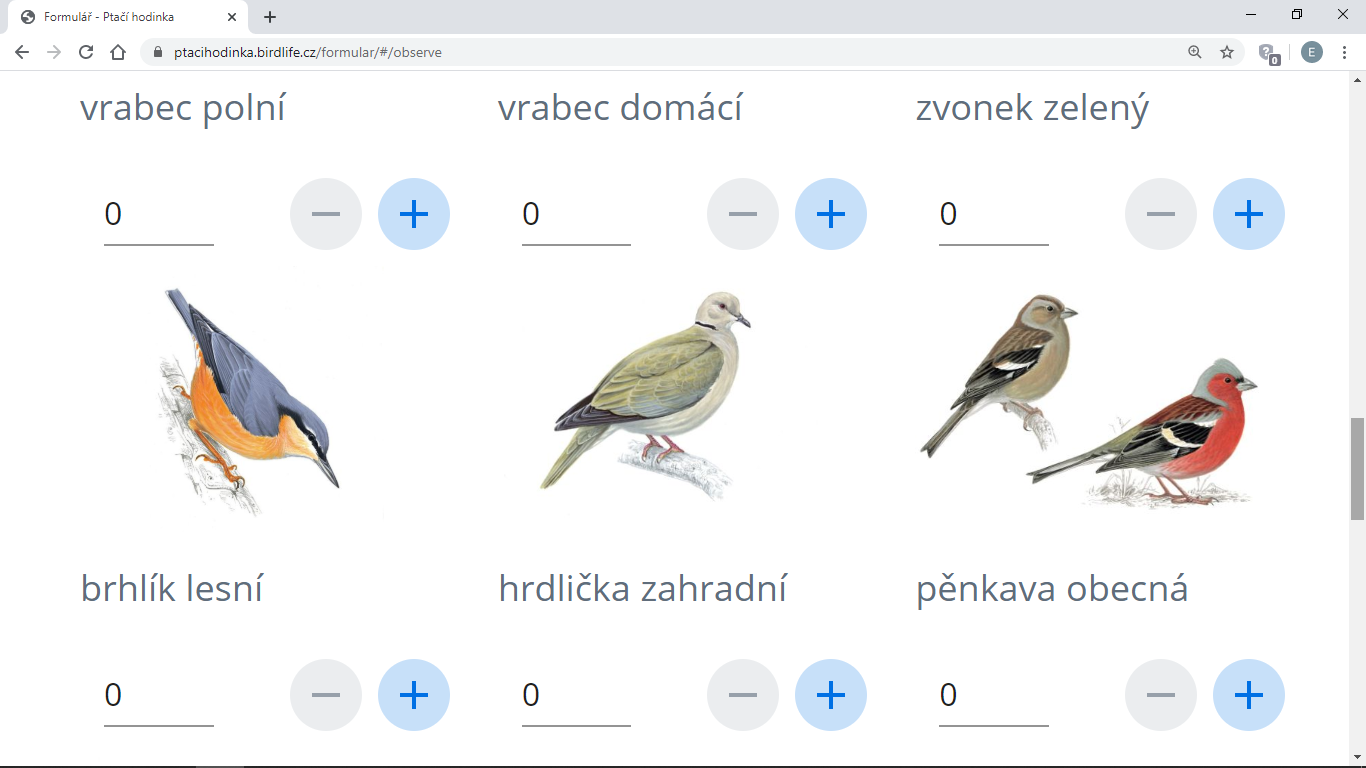 Formulář - Ptačí hodinka
ptacihodinka.birdlife.cz/formular/#/observe
0
E
vrabec polní
vrabec domácí
zvonek zelený
0
0
0
brhlík lesní
hrdlička zahradní
pěnkava obecná
0
0
0